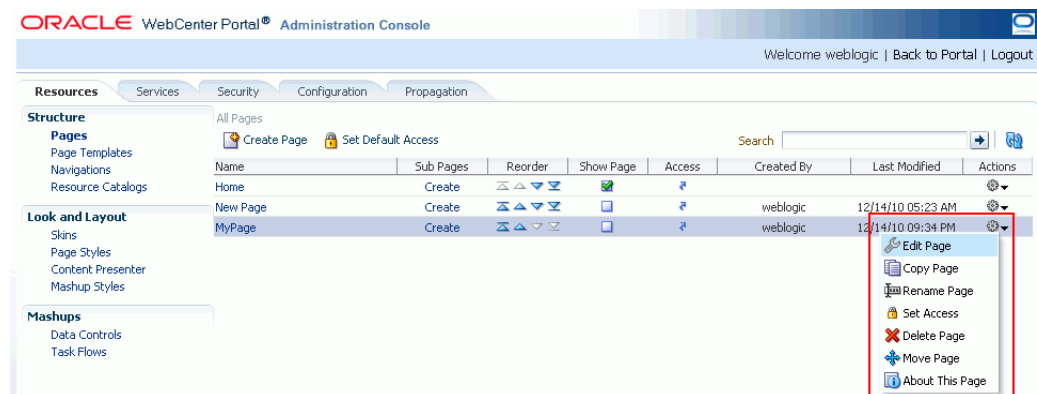 ORACLE WebCenter Portal® Administration Console
Welcome weblogic | Back to Portal | Logout
Resources Services Security Configuration Propagation
Structure
Pages
Page Templates
Navigations
Resource Catalogs
Look and Layout
Skins
Page Styles
Content Presenter
Mashup Styles
Mashups
Data Controls
Task Flows
All Pages
Create Page Set Default Access Search
Name Sub Pages Reorder Show Page Access Created By Last Modified Actions
Home Create
New Page Create weblogic 12/14/10 05:23 AM
MyPage Create weblogic 12/14/10 09:34 PM
Edit Page
Copy Page
Rename Page
Set Access
Delete Page
Move Page
About This Page